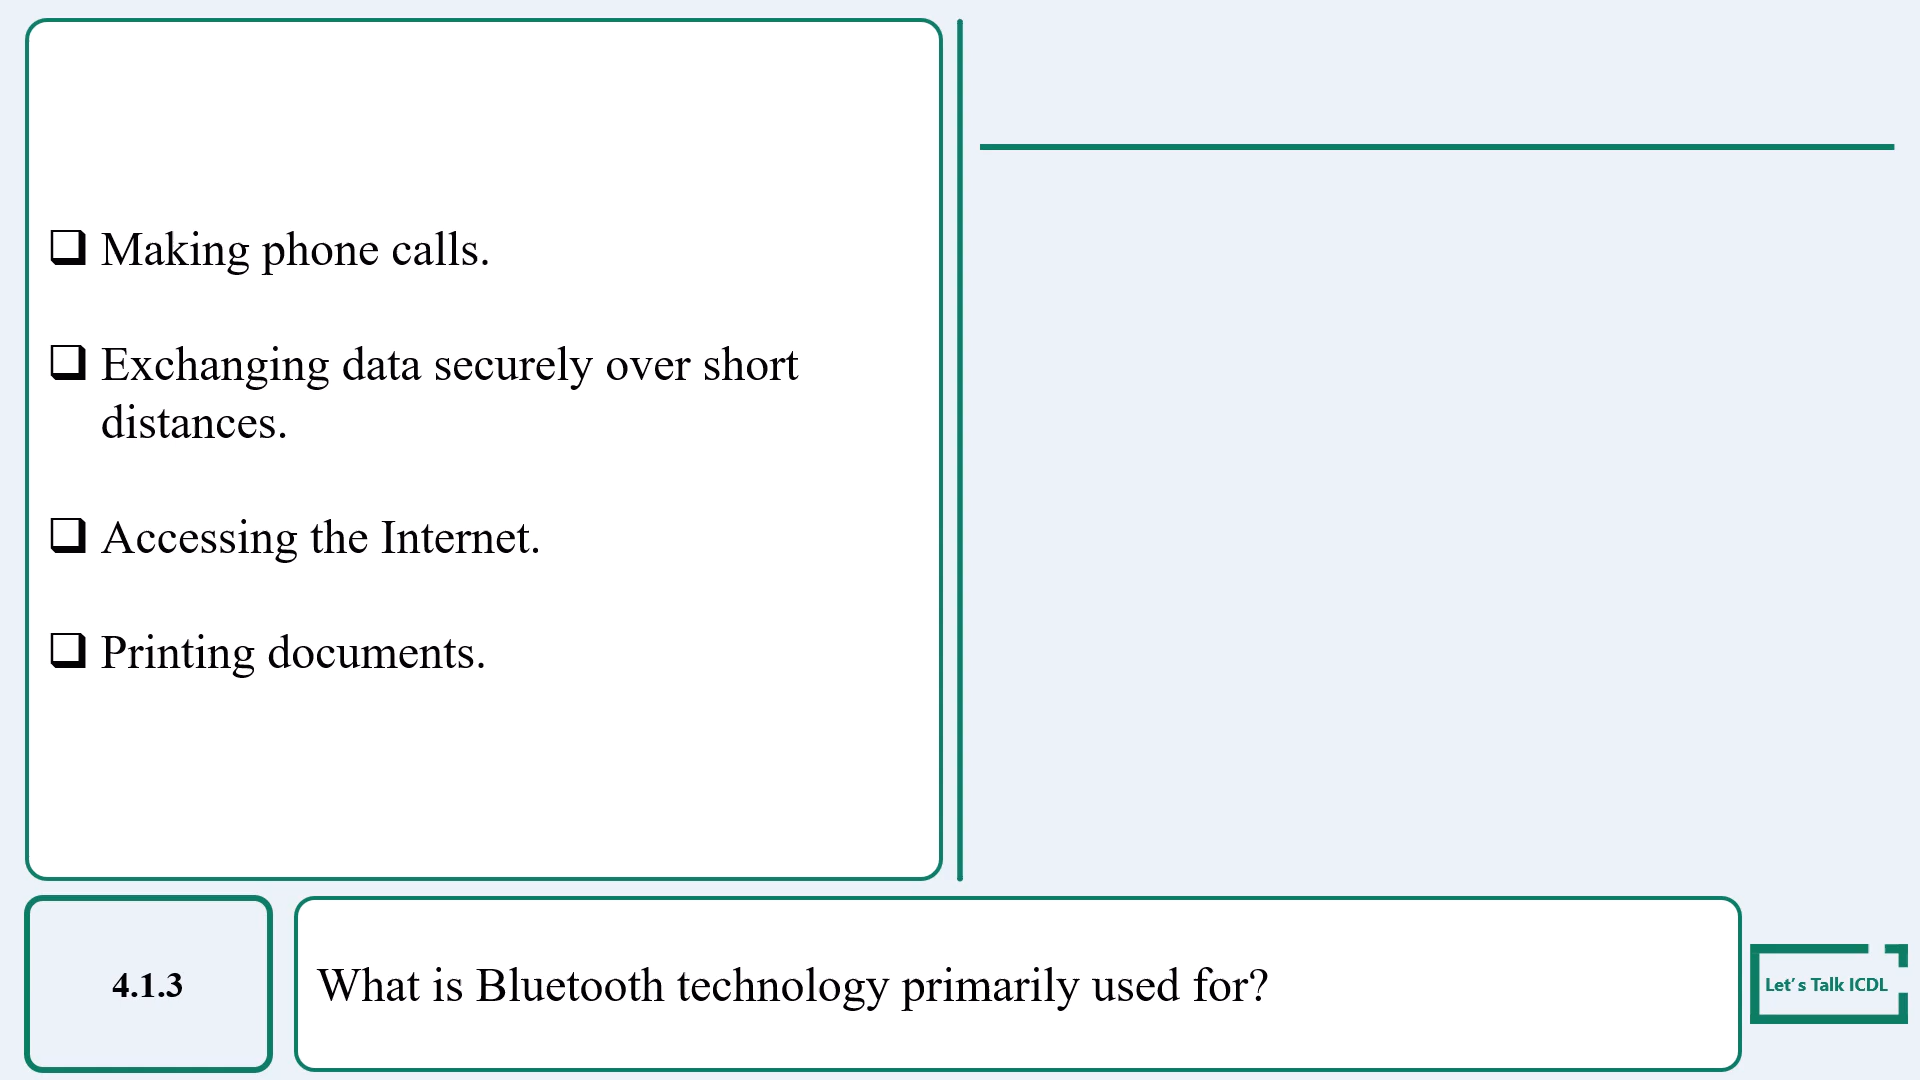 ❑ Making phone calls.
❑ Exchanging data securely over short
distances.
❑ Accessing the Internet.
❑ Printing documents.
4.1.3
What is Bluetooth technology primarily used for?
Let's Talk ICDL